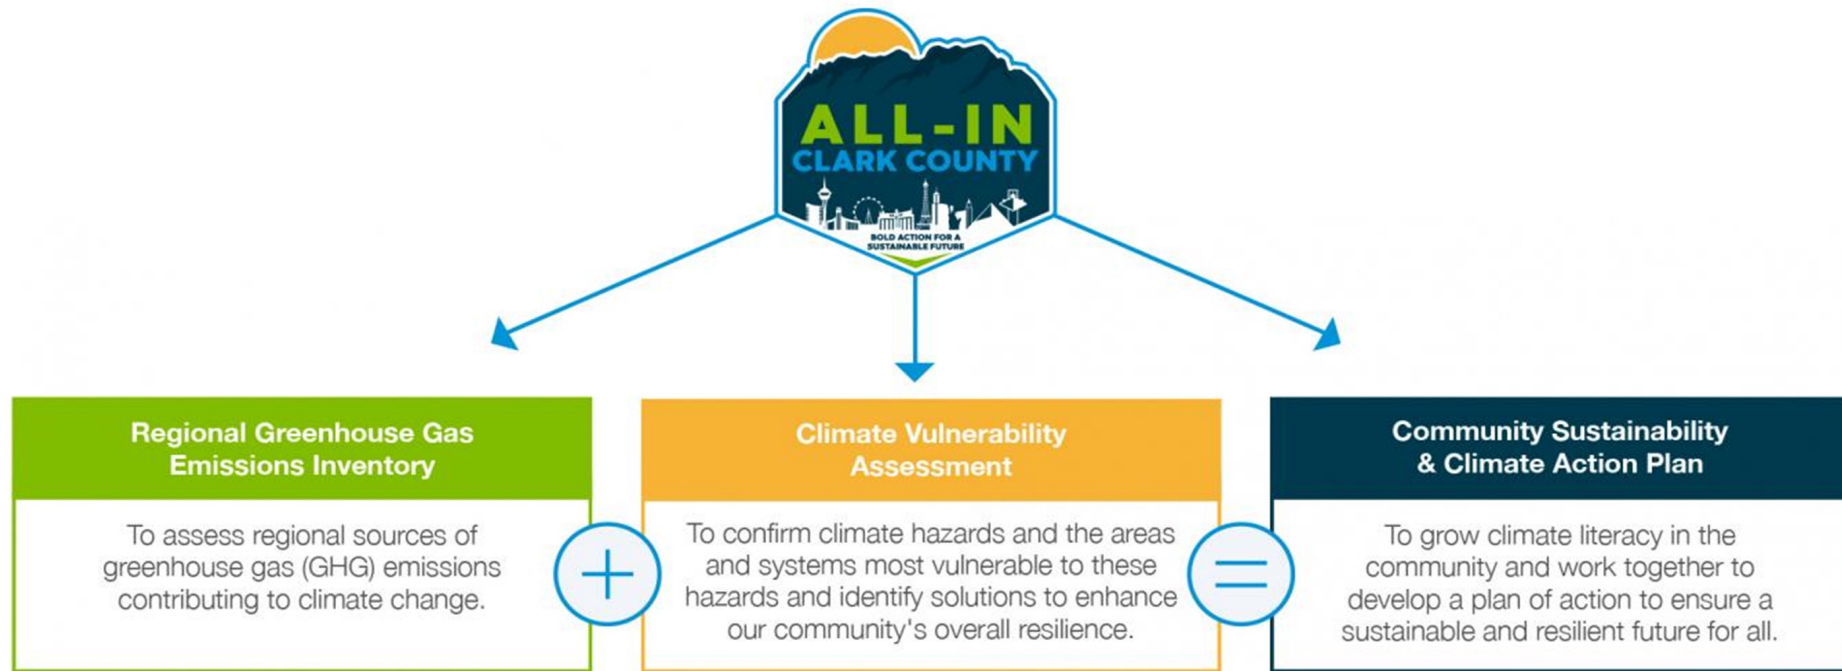 ALL-IN
CLARK COUNTY
BOLD ACTION FOR A
SUSTAINABLE FUTURE
Regional Greenhouse Gas
Emissions Inventory
To assess regional sources of
greenhouse gas (GHG) emissions
contributing to climate change.
+
Climate Vulnerability
Assessment
To confirm climate hazards and the areas
and systems most vulnerable to these
hazards and identify solutions to enhance
our community's overall resilience.
=
Community Sustainability
& Climate Action Plan
To grow climate literacy in the
community and work together to
develop a plan of action to ensure a
sustainable and resilient future for all.